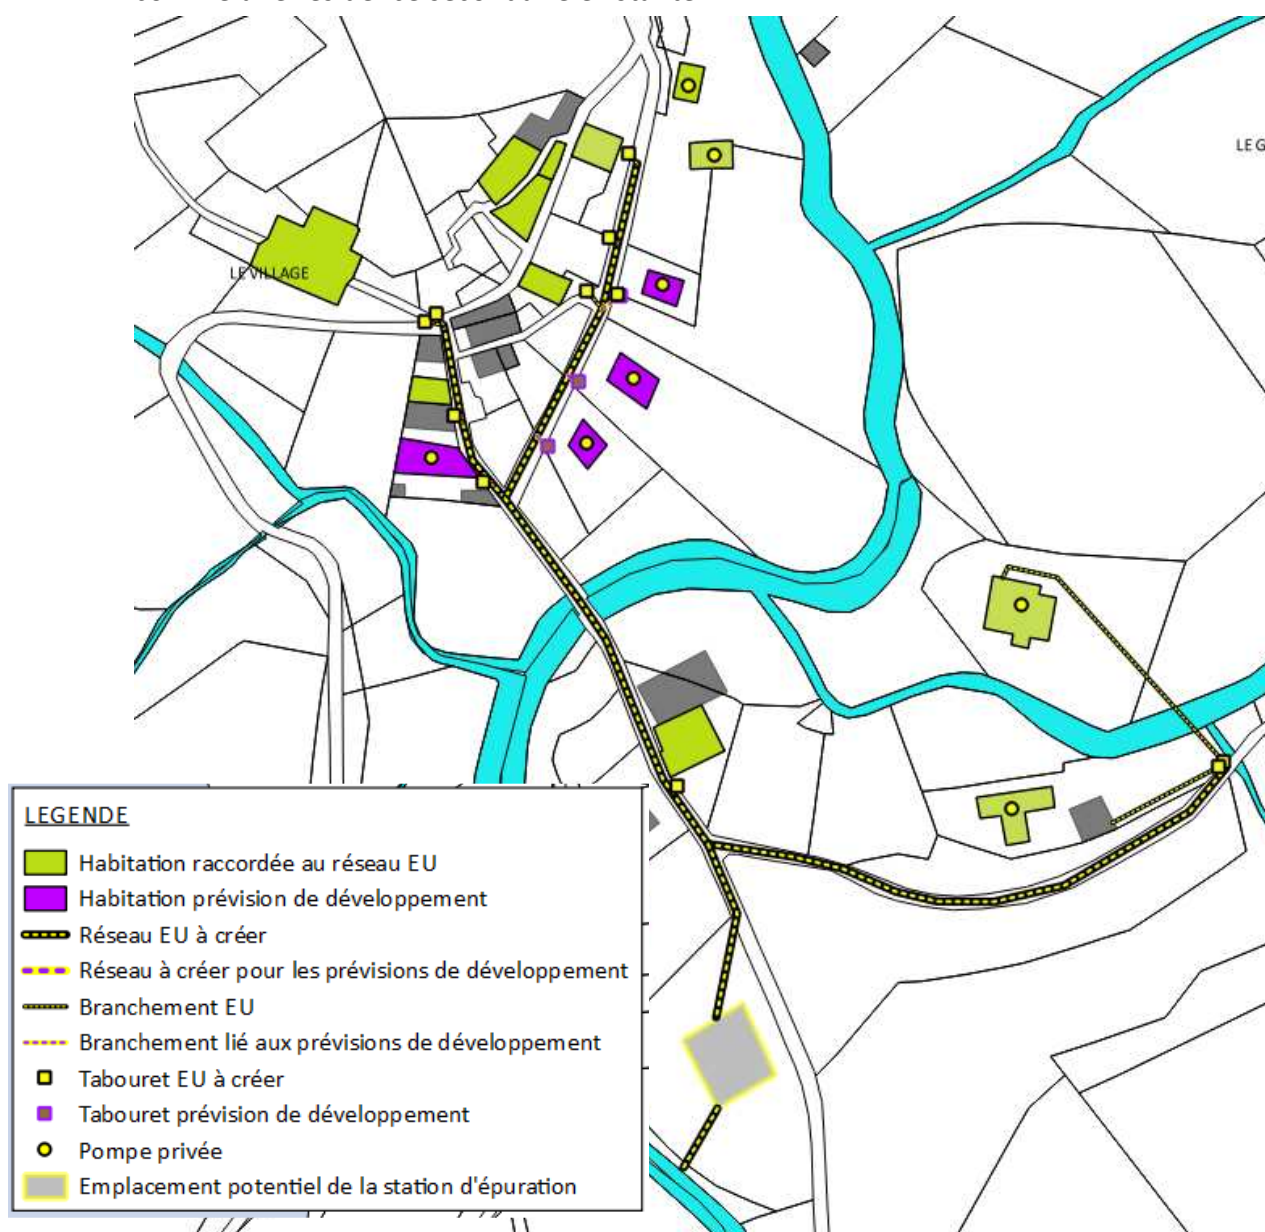 LE VILLAGE
LE G
LEGENDE
Habitation raccordée au réseau EU
Habitation prévision de développement
Réseau EU à créer
Réseau à créer pour les prévisions de développement
Branchement EU
Branchement lié aux prévisions de développement
Tabouret EU à créer
Tabouret prévision de développement
Pompe privée
Emplacement potentiel de la station d'épuration